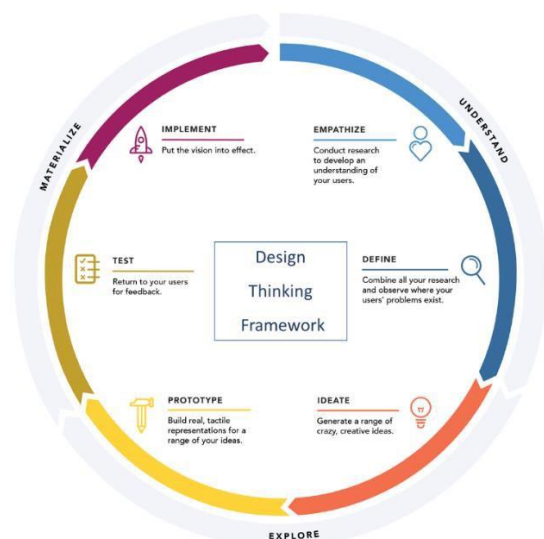 UNDERSTAND
EMPATHIZE
Conduct research
to develop an
understanding of
your users.
DEFINE
Combine all your research
and observe where your
users' problems exist.
EXPLORE
IDEATE
Generate a range of
crazy, creative ideas.
PROTOTYPE
Build real, tactile
representations for a
range of your ideas.
MATERIALIZE
TEST
Return to your users
for feedback.
IMPLEMENT
Put the vision into effect.
Design
Thinking
Framework